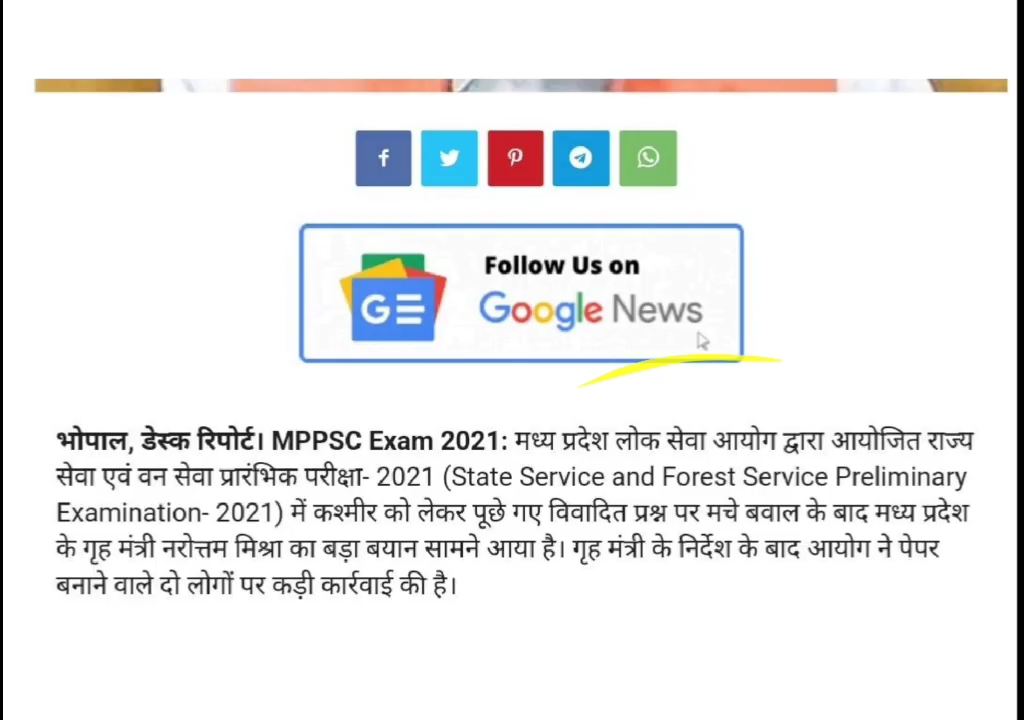 Follow Us on
Google News
भोपाल, डेस्क रिपोर्ट। MPPSC Exam 2021: मध्य प्रदेश लोक सेवा आयोग द्वारा आयोजित राज्य
सेवा एवं वन सेवा प्रारंभिक परीक्षा- 2021 (State Service and Forest Service Preliminary
Examination- 2021) में कश्मीर को लेकर पूछे गए विवादित प्रश्न पर मचे बवाल के बाद मध्य प्रदेश
के गृह मंत्री नरोत्तम मिश्रा का बड़ा बयान सामने आया है। गृह मंत्री के निर्देश के बाद आयोग ने पेपर
बनाने वाले दो लोगों पर कड़ी कार्रवाई की है।